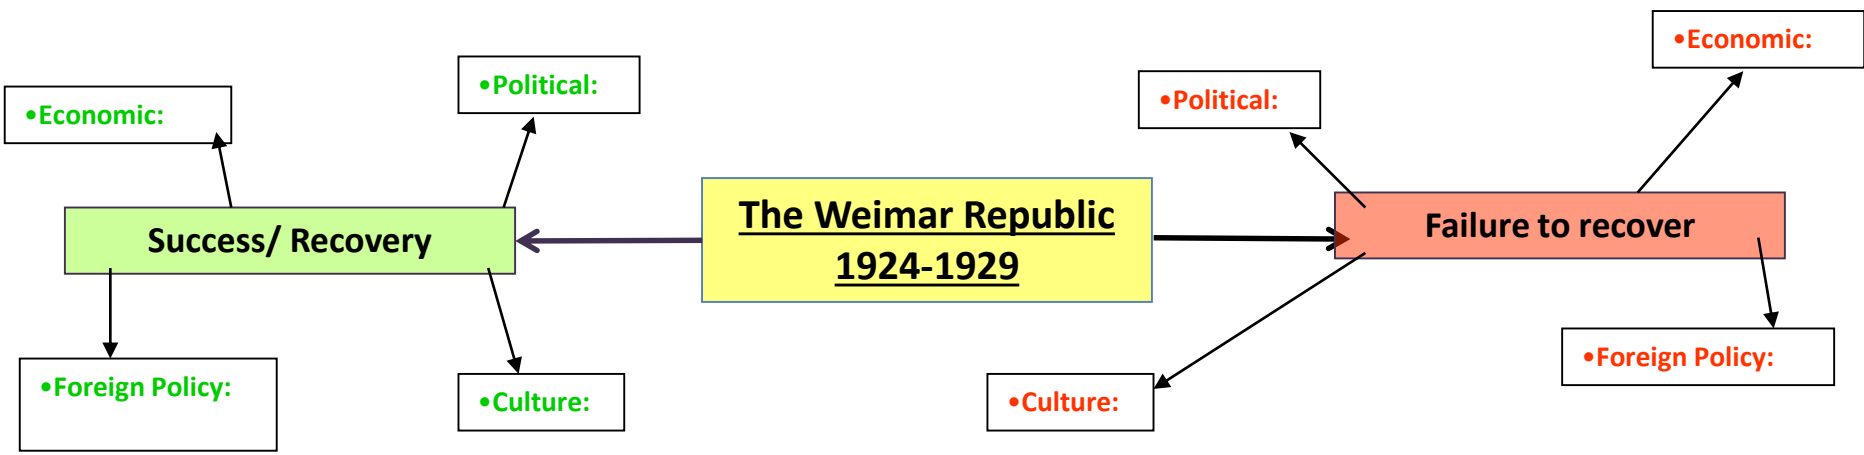 •Economic:
•Political:
Success/ Recovery
•Foreign Policy:
•Culture:
The Weimar Republic
1924-1929
•Political:
•Economic:
Failure to recover
•Culture:
•Foreign Policy: